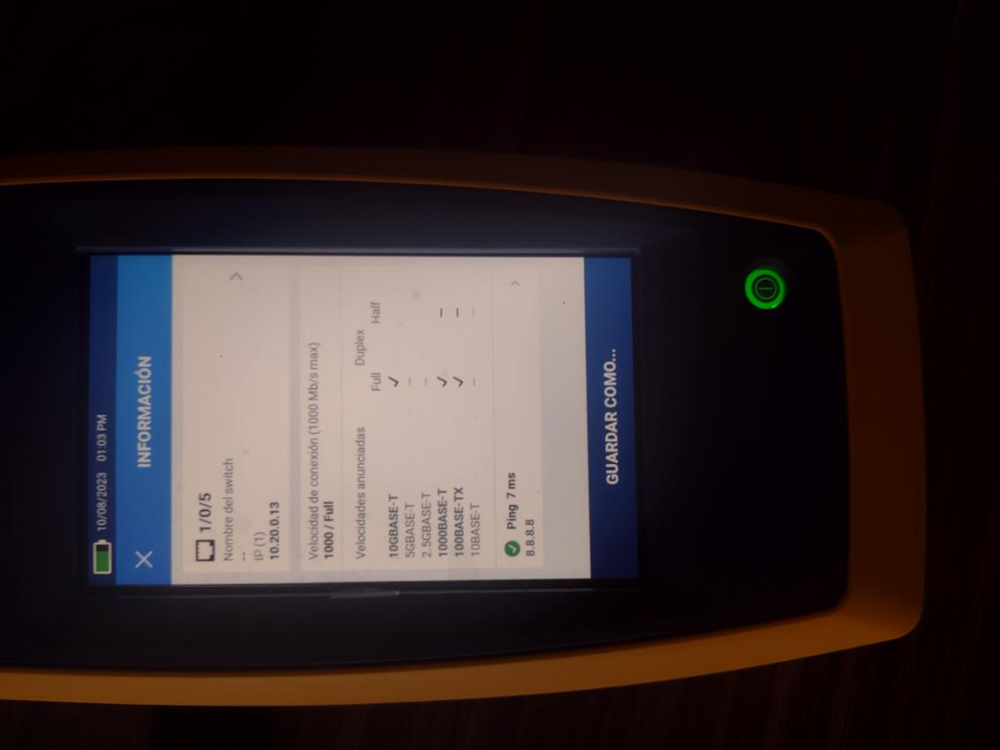 10/08/2023 01:03 PM
INFORMACIÓN
1/0/5
Nombre del switch
--
IP (1)
10.20.0.13
Velocidad de conexión (1000 Mb/s max)
1000 / Full
Velocidades anunciadas Duplex
Full Half
10GBASE-T ✓
5GBASE-T –
2.5GBASE-T –
1000BASE-T ✓ –
100BASE-TX ✓ –
10BASE-T – –
Ping 7 ms
8.8.8.8
GUARDAR COMO...